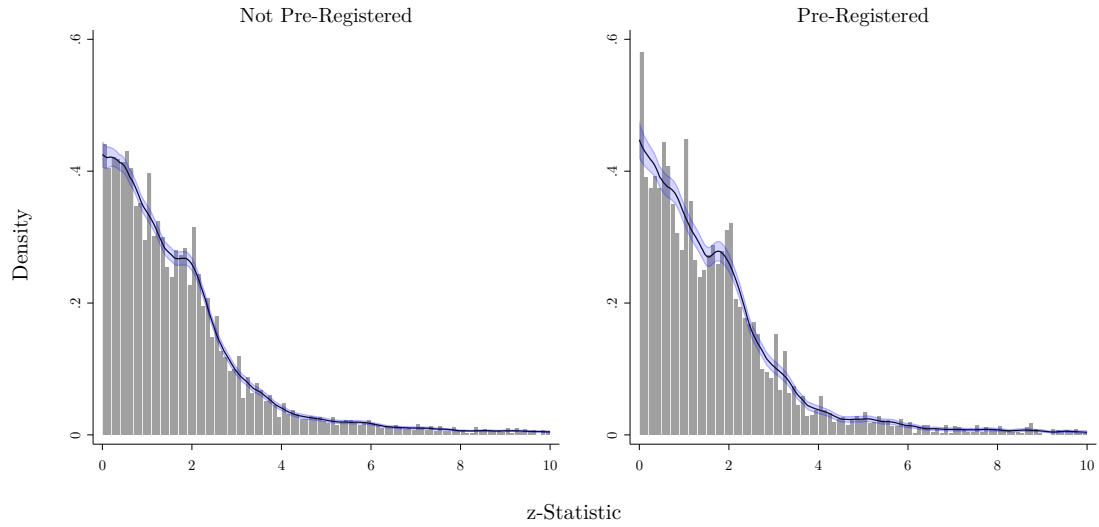 Not Pre-Registered
Pre-Registered
Density
.6
.4
.2
0
0 2 4 6 8 10
.6
.4
.2
0
0 2 4 6 8 10
z-Statistic